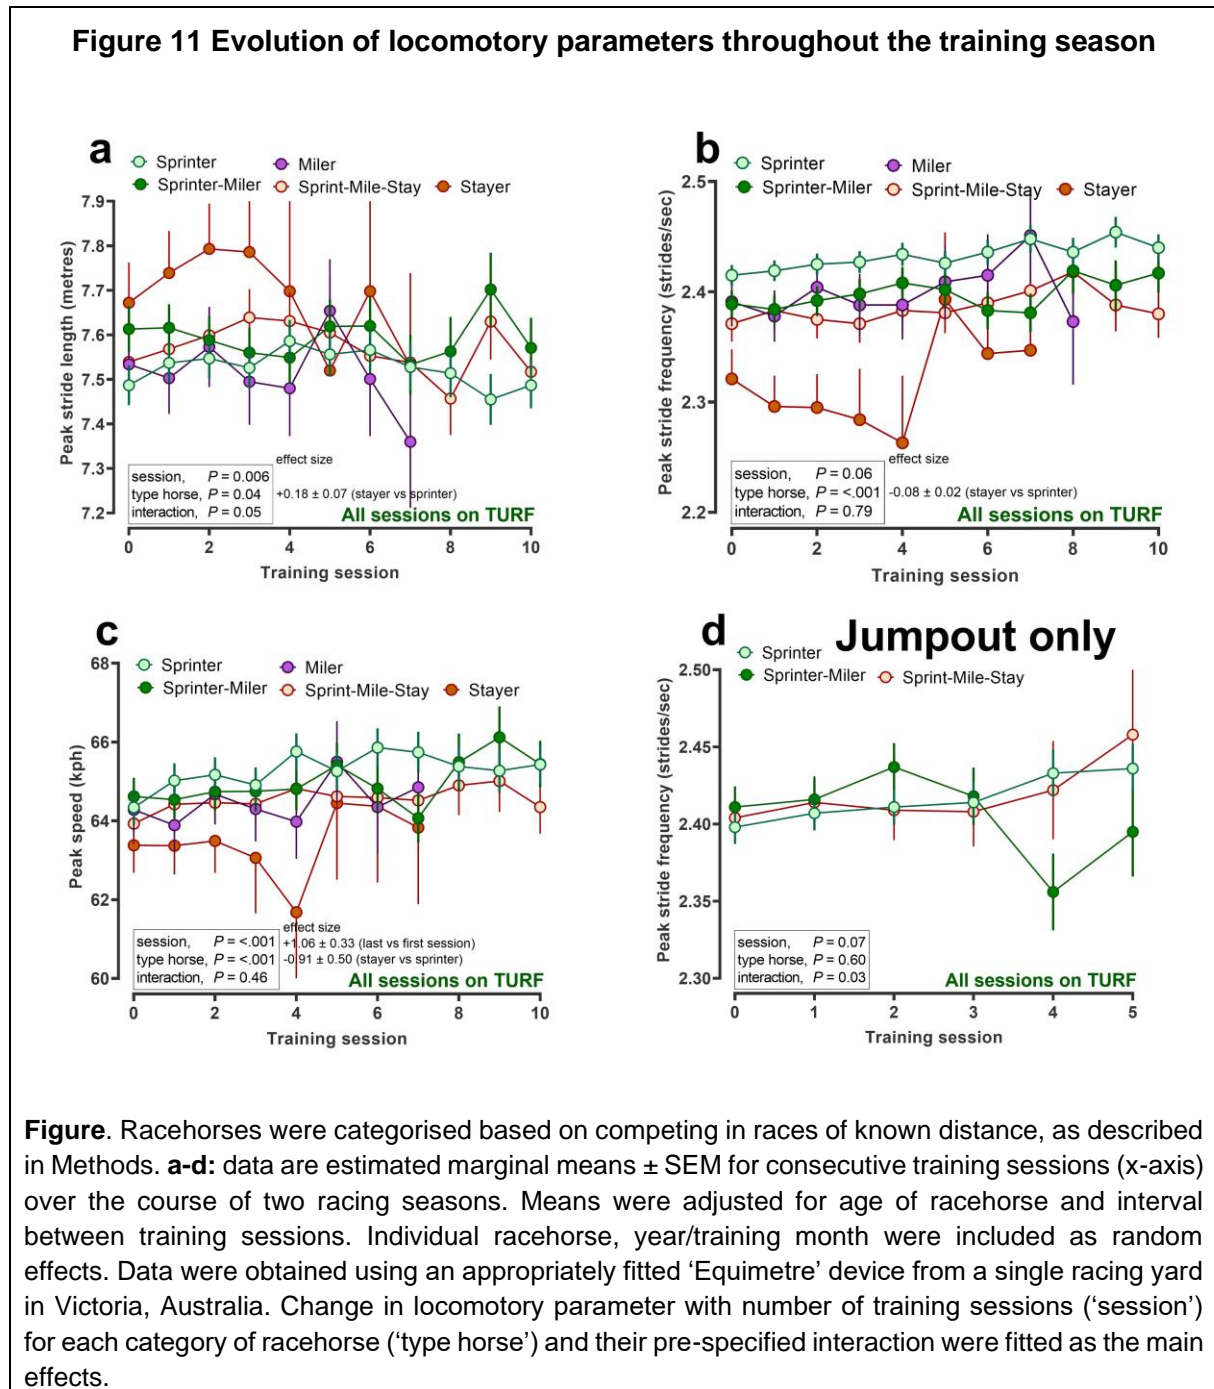 Figure 11 Evolution of locomotory parameters throughout the training season
a
Sprinter
Miler
Sprinter-Miler
Sprint-Mile-Stay
Stayer
Peak stride length (metres)
7.9
7.8
7.7
7.6
7.5
7.4
7.3
7.2
effect size
session, P = 0.006
type horse, P = 0.04 +0.18 ± 0.07 (stayer vs sprinter)
interaction, P = 0.05
All sessions on TURF
0 2 4 6 8 10
Training session
b
Sprinter
Miler
Sprinter-Miler
Sprint-Mile-Stay
Stayer
Peak stride frequency (strides/sec)
2.5
2.4
2.3
2.2
effect size
session, P = 0.06
type horse, P = <.001 -0.08 ± 0.02 (stayer vs sprinter)
interaction, P = 0.79
All sessions on TURF
0 2 4 6 8 10
Training session
c
Sprinter
Miler
Sprinter-Miler
Sprint-Mile-Stay
Stayer
Peak speed (kph)
68
66
64
62
60
effect size
session, P = <.001 +1.06 ± 0.33 (last vs first session)
type horse, P = <.001 -0.91 ± 0.50 (stayer vs sprinter)
interaction, P = 0.46
All sessions on TURF
0 2 4 6 8 10
Training session
d Jumpout only
Sprinter
Sprinter-Miler
Sprint-Mile-Stay
Peak stride frequency (strides/sec)
2.50
2.45
2.40
2.35
2.30
session, P = 0.07
type horse, P = 0.60
interaction, P = 0.03
All sessions on TURF
0 1 2 3 4 5
Training session
Figure. Racehorses were categorised based on competing in races of known distance, as described
in Methods. a-d: data are estimated marginal means ± SEM for consecutive training sessions (x-axis)
over the course of two racing seasons. Means were adjusted for age of racehorse and interval
between training sessions. Individual racehorse, year/training month were included as random
effects. Data were obtained using an appropriately fitted ‘Equimetre’ device from a single racing yard
in Victoria, Australia. Change in locomotory parameter with number of training sessions (‘session’)
for each category of racehorse (‘type horse’) and their pre-specified interaction were fitted as the main
effects.